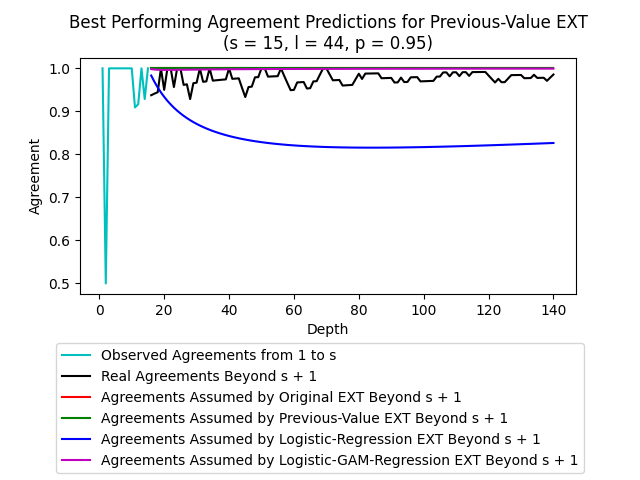 Best Performing Agreement Predictions for Previous-Value EXT
(s = 15, l = 44, p = 0.95)
1.0
0.9
0.8
0.7
0.6
0.5
Agreement
0 20 40 60 80 100 120 140
Depth
Observed Agreements from 1 to s
Real Agreements Beyond s + 1
Agreements Assumed by Original EXT Beyond s + 1
Agreements Assumed by Previous-Value EXT Beyond s + 1
Agreements Assumed by Logistic-Regression EXT Beyond s + 1
Agreements Assumed by Logistic-GAM-Regression EXT Beyond s + 1